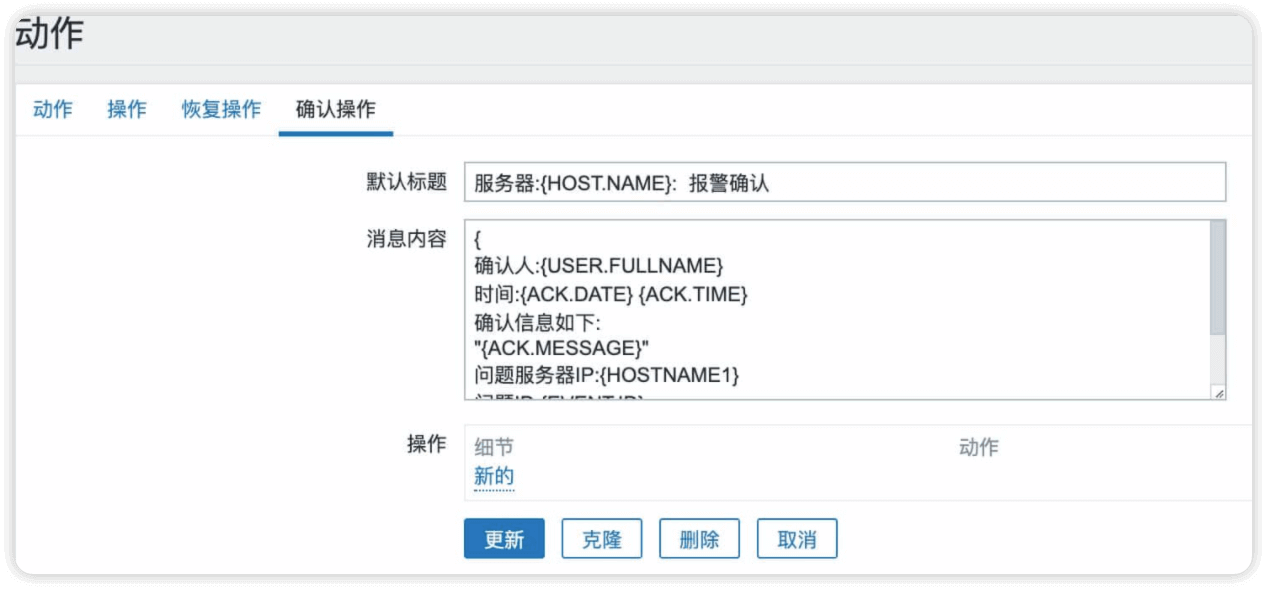 动作
动作 操作 恢复操作 确认操作
默认标题 服务器:{HOST.NAME}: 报警确认
消息内容 {
确认人:{USER.FULLNAME}
时间:{ACK.DATE} {ACK.TIME}
确认信息如下:
"{ACK.MESSAGE}"
问题服务器IP:{HOSTNAME1}
操作 细节 动作
新的
更新 克隆 删除 取消